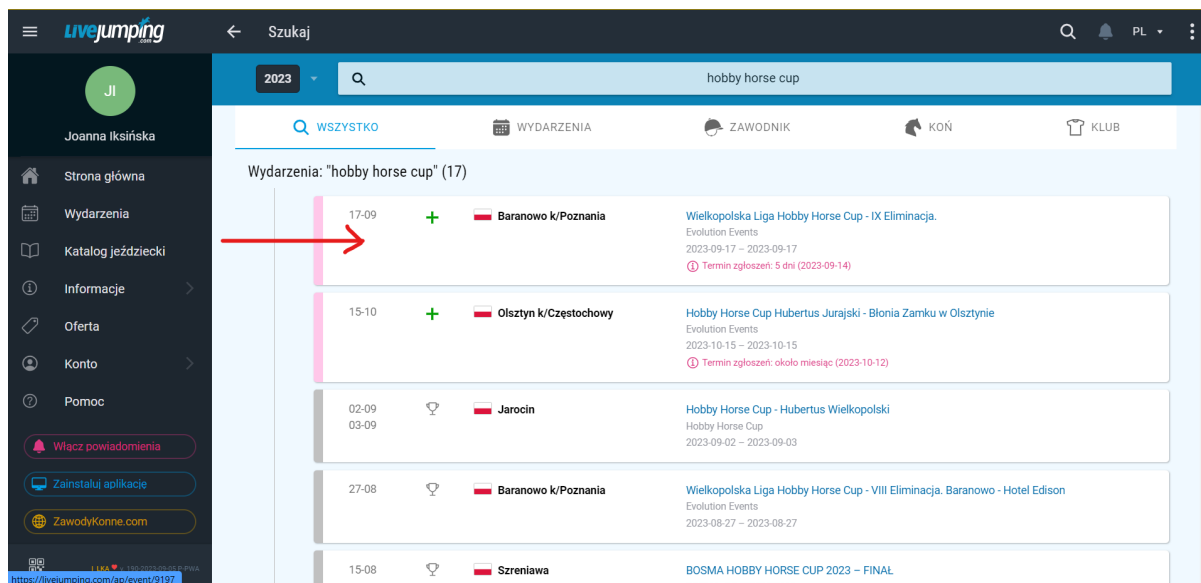 livejumping
.com
Szukaj
PL
JI
Joanna Iksińska
Strona główna
Wydarzenia
Katalog jeździecki
Informacje
Oferta
Konto
Pomoc
Włącz powiadomienia
Zainstaluj aplikację
ZawodyKonne.com
LKA ❤ v. 190-2023-09-05 P-PWA
https://livejumping.com/ap/event/9197
2023
hobby horse cup
WSZYSTKO
WYDARZENIA
ZAWODNIK
KOŃ
KLUB
Wydarzenia: "hobby horse cup" (17)
17-09
Baranowo k/Poznania
Wielkopolska Liga Hobby Horse Cup - IX Eliminacja.
Evolution Events
2023-09-17 – 2023-09-17
Termin zgłoszeń: 5 dni (2023-09-14)
15-10
Olsztyn k/Częstochowy
Hobby Horse Cup Hubertus Jurajski - Błonia Zamku w Olsztynie
Evolution Events
2023-10-15 – 2023-10-15
Termin zgłoszeń: około miesiąc (2023-10-12)
02-09
03-09
Jarocin
Hobby Horse Cup - Hubertus Wielkopolski
Hobby Horse Cup
2023-09-02 – 2023-09-03
27-08
Baranowo k/Poznania
Wielkopolska Liga Hobby Horse Cup - VIII Eliminacja. Baranowo - Hotel Edison
Evolution Events
2023-08-27 – 2023-08-27
15-08
Szreniawa
BOSMA HOBBY HORSE CUP 2023 – FINAŁ